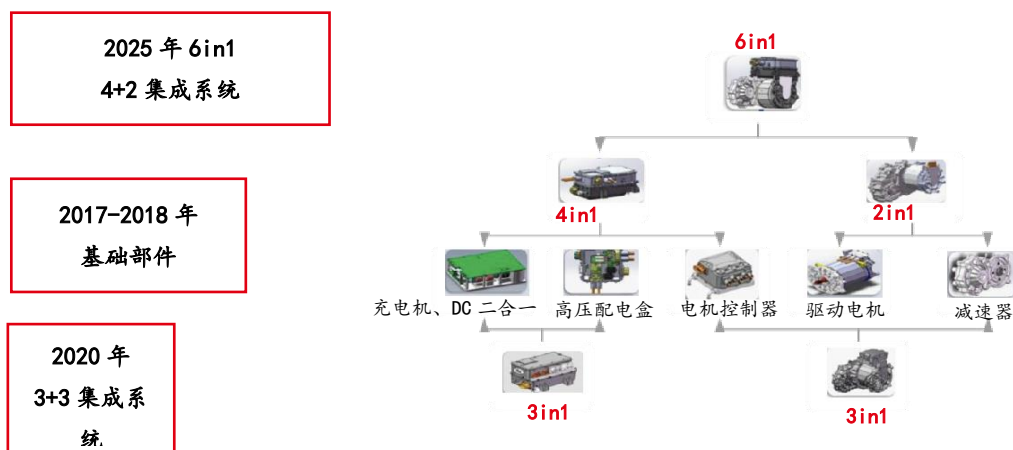 2025 年 6in1
4+2 集成系统
6in1
4in1
2in1
2017-2018 年
基础部件
充电机、DC 二合一
高压配电盒
电机控制器
驱动电机
减速器
2020 年
3+3 集成系
统
3in1
3in1